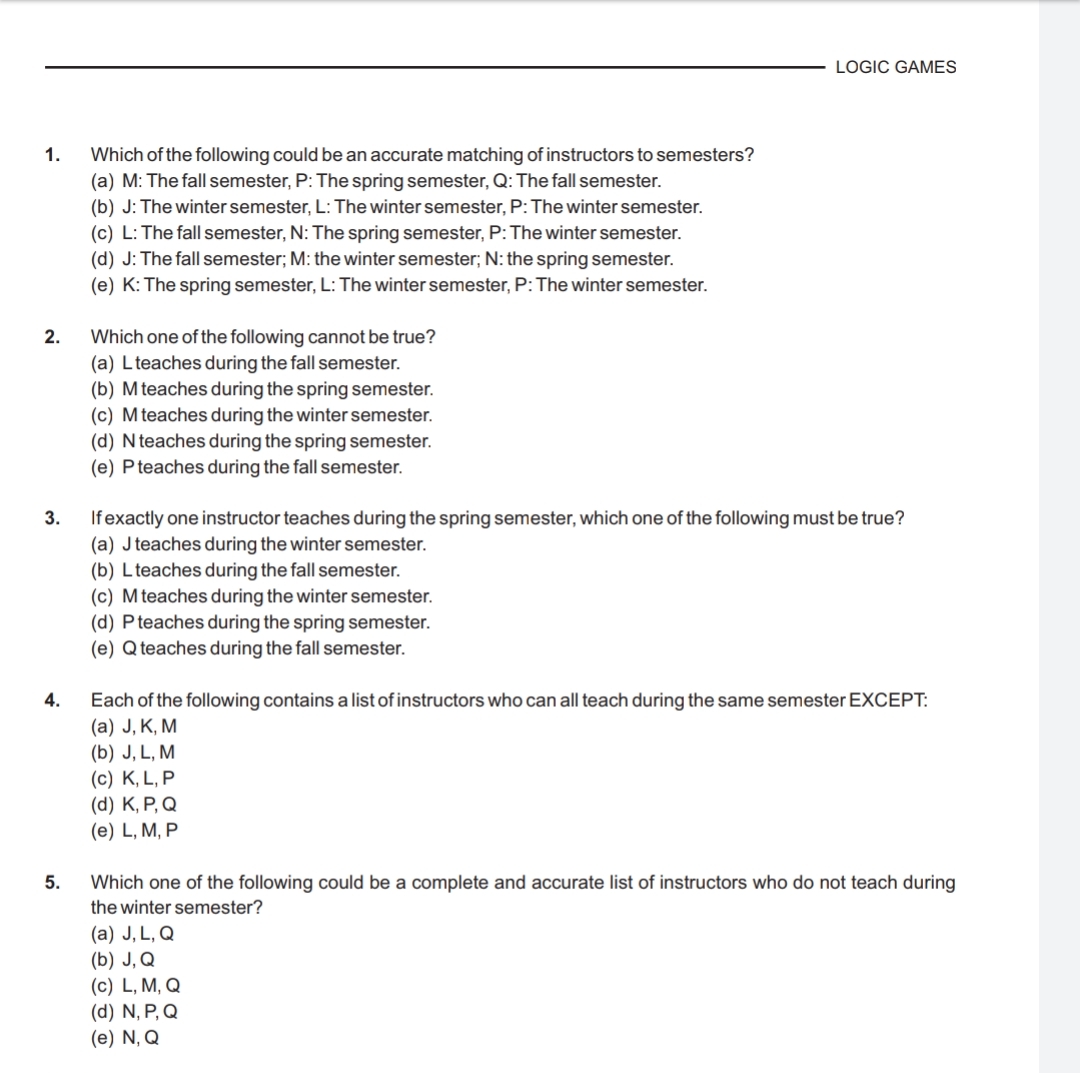 LOGIC GAMES
1. Which of the following could be an accurate matching of instructors to semesters?
(a) M: The fall semester, P: The spring semester, Q: The fall semester.
(b) J: The winter semester, L: The winter semester, P: The winter semester.
(c) L: The fall semester, N: The spring semester, P: The winter semester.
(d) J: The fall semester; M: the winter semester; N: the spring semester.
(e) K: The spring semester, L: The winter semester, P: The winter semester.
2. Which one of the following cannot be true?
(a) L teaches during the fall semester.
(b) M teaches during the spring semester.
(c) M teaches during the winter semester.
(d) N teaches during the spring semester.
(e) P teaches during the fall semester.
3. If exactly one instructor teaches during the spring semester, which one of the following must be true?
(a) J teaches during the winter semester.
(b) L teaches during the fall semester.
(c) M teaches during the winter semester.
(d) P teaches during the spring semester.
(e) Q teaches during the fall semester.
4. Each of the following contains a list of instructors who can all teach during the same semester EXCEPT:
(a) J, K, M
(b) J, L, M
(c) K, L, P
(d) K, P, Q
(e) L, M, P
5. Which one of the following could be a complete and accurate list of instructors who do not teach during
the winter semester?
(a) J, L, Q
(b) J, Q
(c) L, M, Q
(d) N, P, Q
(e) N, Q